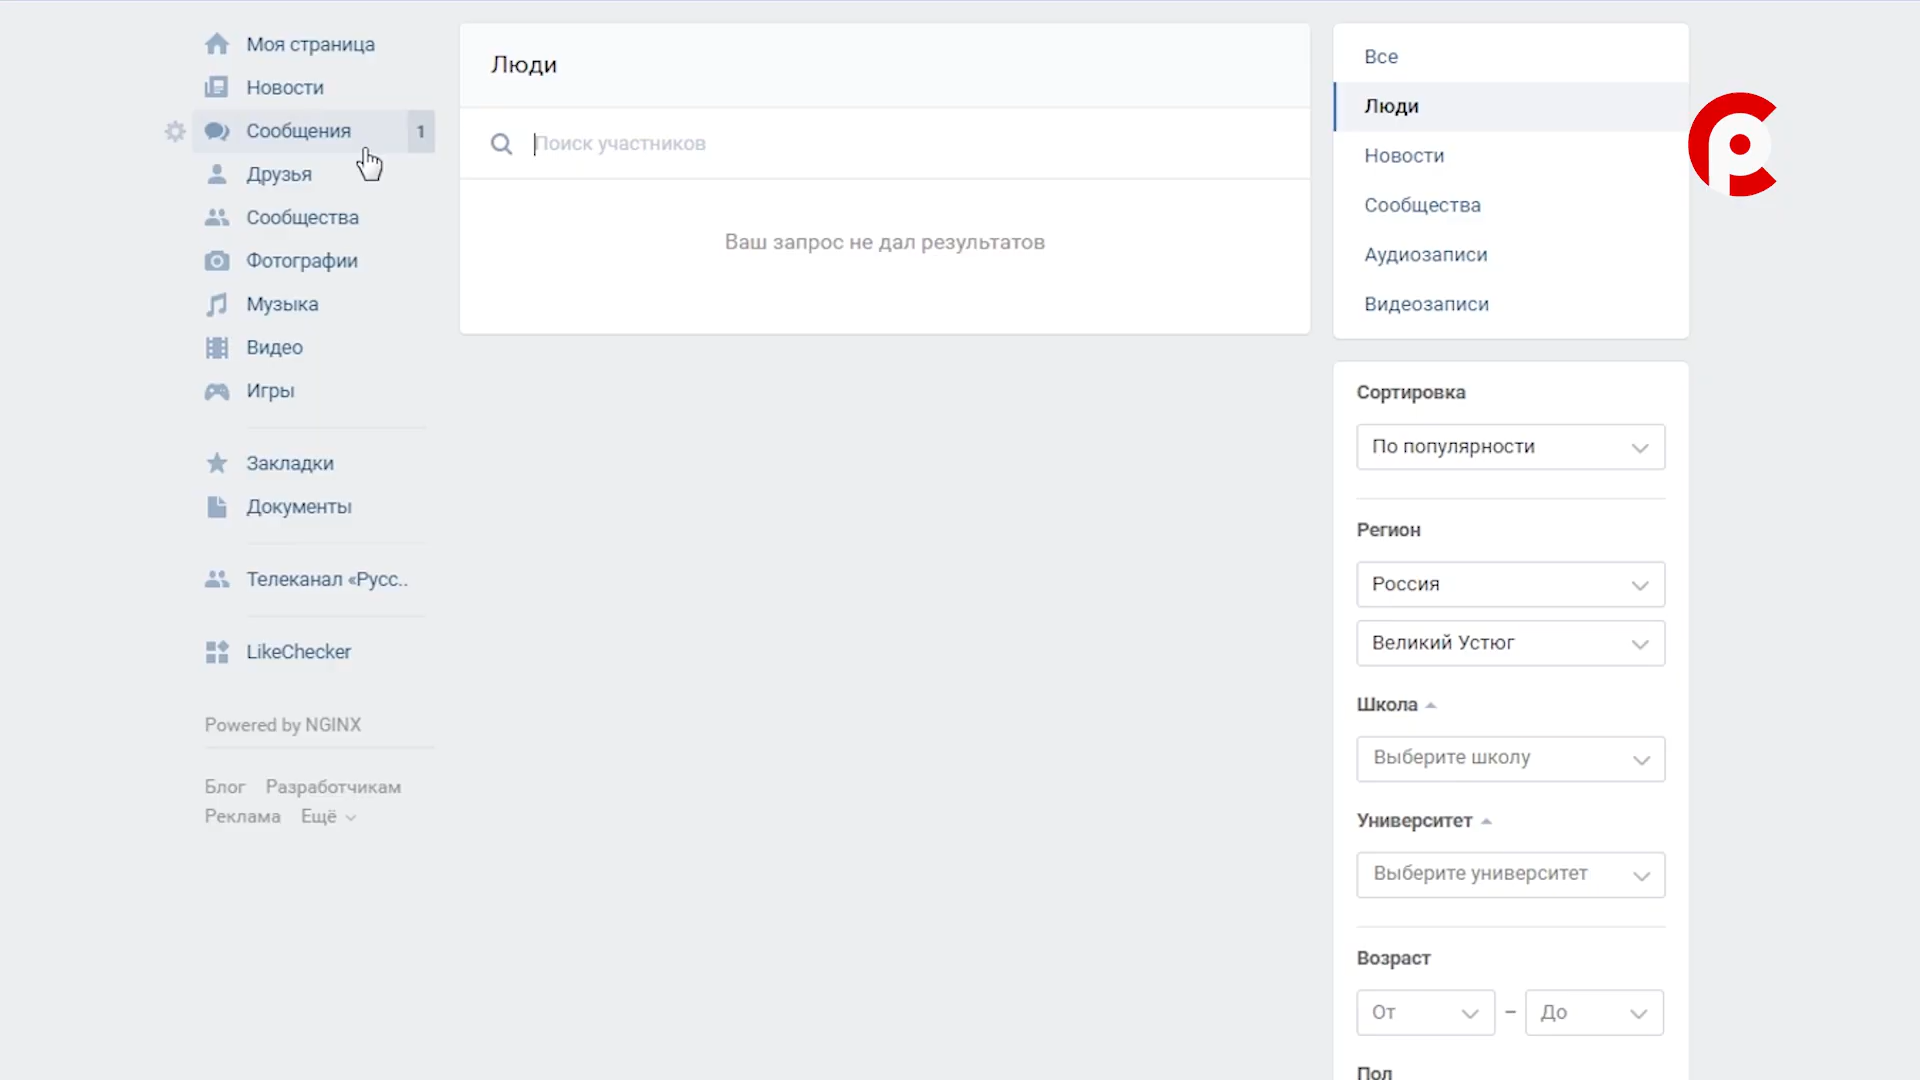 Моя страница
Новости
Сообщения 1
Друзья
Сообщества
Фотографии
Музыка
Видео
Игры
Закладки
Документы
Телеканал «Русс..
LikeChecker
Powered by NGINX
Блог Разработчикам
Реклама Ещё
Люди
Поиск участников
Ваш запрос не дал результатов
Все
Люди
Новости
Сообщества
Аудиозаписи
Видеозаписи
Сортировка
По популярности
Регион
Россия
Великий Устюг
Школа
Выберите школу
Университет
Выберите университет
Возраст
От – До
Пол